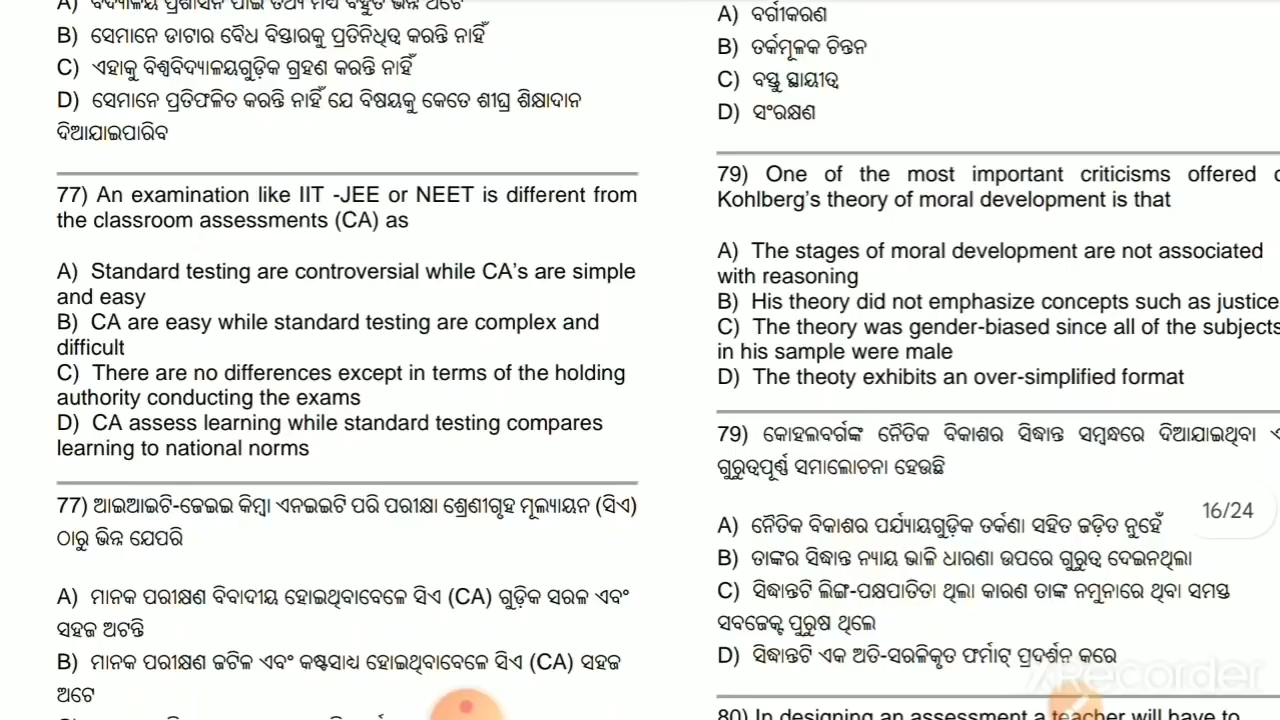 A) ବିଦ୍ୟାଳୟ ପ୍ରଶାସନ ପାଇଁ ତଥ୍ୟ ମଧ୍ୟ ବହୁତ ଭିନ୍ନ ଅଟେ
B) ସେମାନେ ଡାଟାର ବୈଧ ବିସ୍ତାରକୁ ପ୍ରତିନିଧିତ୍ୱ କରନ୍ତି ନାହିଁ
C) ଏହାକୁ ବିଶ୍ୱବିଦ୍ୟାଳୟଗୁଡ଼ିକ ଗ୍ରହଣ କରନ୍ତି ନାହିଁ
D) ସେମାନେ ପ୍ରତିଫଳିତ କରନ୍ତି ନାହିଁ ଯେ ବିଷୟକୁ କେତେ ଶୀଘ୍ର ଶିକ୍ଷାଦାନ
ଦିଆଯାଇପାରିବ
77) An examination like IIT -JEE or NEET is different from
the classroom assessments (CA) as
A) Standard testing are controversial while CA's are simple
and easy
B) CA are easy while standard testing are complex and
difficult
C) There are no differences except in terms of the holding
authority conducting the exams
D) CA assess learning while standard testing compares
learning to national norms
77) ଆଇଆଇଟି-ଜେଇଇ କିମ୍ବା ଏନଇଇଟି ପରି ପରୀକ୍ଷା ଶ୍ରେଣୀଗୃହ ମୂଲ୍ୟାୟନ (ସିଏ)
ଠାରୁ ଭିନ୍ନ ଯେପରି
A) ମାନକ ପରୀକ୍ଷଣ ବିବାଦୀୟ ହୋଇଥିବାବେଳେ ସିଏ (CA) ଗୁଡ଼ିକ ସରଳ ଏବଂ
ସହଜ ଅଟନ୍ତି
B) ମାନକ ପରୀକ୍ଷଣ ଜଟିଳ ଏବଂ କଷ୍ଟସାଧ୍ୟ ହୋଇଥିବାବେଳେ ସିଏ (CA) ସହଜ
ଅଟେ
A) ବର୍ଗୀକରଣ
B) ତର୍କମୂଳକ ଚିନ୍ତନ
C) ବସ୍ତୁ ସ୍ଥାୟୀତ୍ୱ
D) ସଂରକ୍ଷଣ
79) One of the most important criticisms offered
Kohlberg's theory of moral development is that
A) The stages of moral development are not associated
with reasoning
B) His theory did not emphasize concepts such as justice
C) The theory was gender-biased since all of the subjects
in his sample were male
D) The theoty exhibits an over-simplified format
79) କୋହଲବର୍ଗଙ୍କ ନୈତିକ ବିକାଶର ସିଦ୍ଧାନ୍ତ ସମ୍ବନ୍ଧରେ ଦିଆଯାଇଥିବା
ଗୁରୁତ୍ୱପୂର୍ଣ୍ଣ ସମାଲୋଚନା ହେଉଛି
A) ନୈତିକ ବିକାଶର ପର୍ଯ୍ୟାୟଗୁଡ଼ିକ ତର୍କଣା ସହିତ ଜଡ଼ିତ ନୁହେଁ
B) ତାଙ୍କର ସିଦ୍ଧାନ୍ତ ନ୍ୟାୟ ଭାଳି ଧାରଣା ଉପରେ ଗୁରୁତ୍ୱ ଦେଇନଥିଲା
C) ସିଦ୍ଧାନ୍ତଟି ଲିଙ୍ଗ-ପକ୍ଷପାତିତା ଥିଲା କାରଣ ତାଙ୍କ ନମୁନାରେ ଥିବା ସମସ୍ତ
ସବଜେକ୍ଟ ପୁରୁଷ ଥିଲେ
D) ସିଦ୍ଧାନ୍ତଟି ଏକ ଅତି-ସରଳିକୃତ ଫର୍ମାଟ୍ ପ୍ରଦର୍ଶନ କରେ
80) In designing an assessment a teacher will have to
16/24
XRecorder